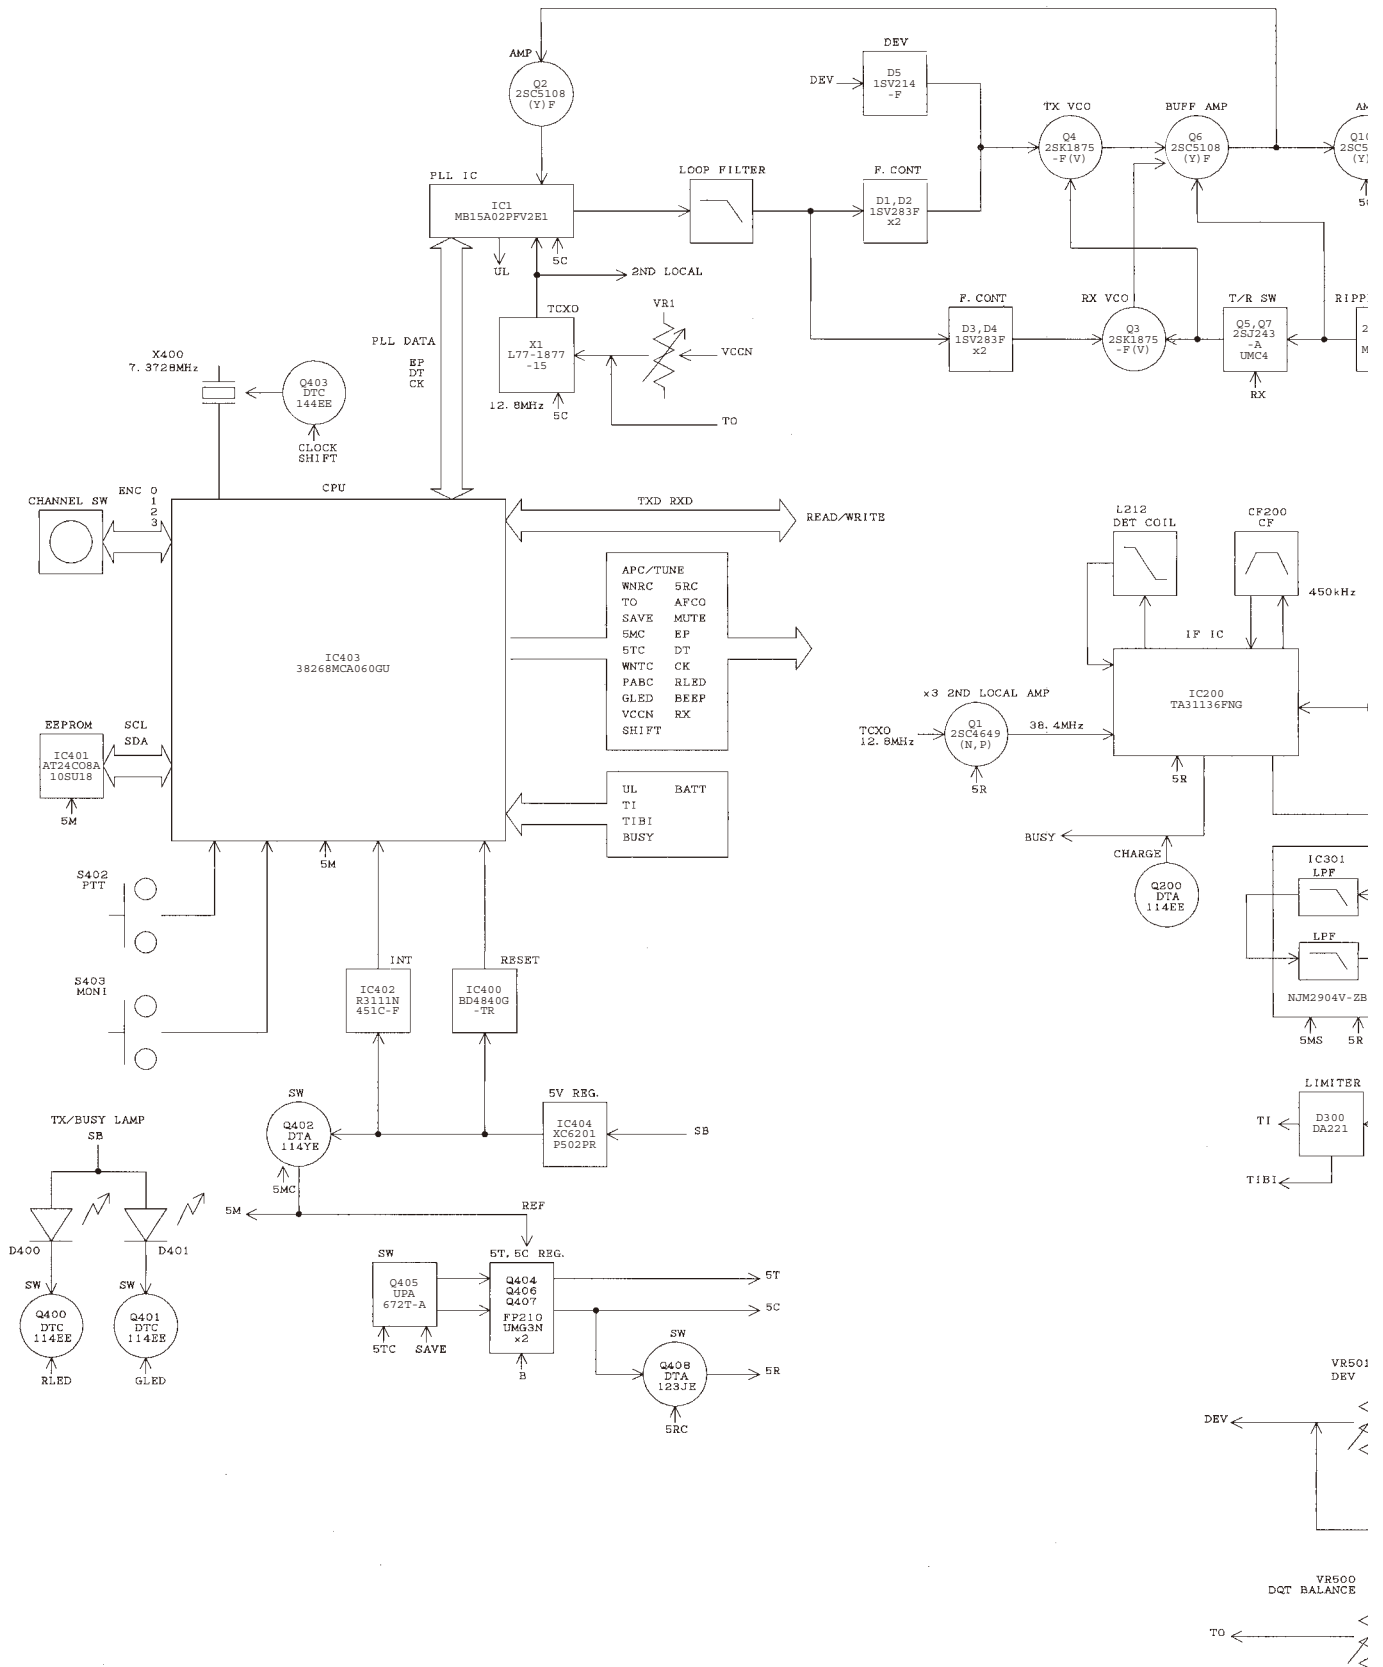 AMP
Q2
2SC5108
(Y)F
DEV
DEV
D5
1SV214
-F
TX VCO
Q4
2SK1875
-F(V)
BUFF AMP
Q6
2SC5108
(Y)F
PLL IC
IC1
MB15A02PFV2E1
LOOP FILTER
F. CONT
D1,D2
1SV283F
x2
UL
5C
2ND LOCAL
TCXO
X1
L77-1877
-15
12.8MHz
5C
VR1
VCCN
TO
F. CONT
D3,D4
1SV283F
x2
RX VCO
Q3
2SK1875
-F(V)
T/R SW
Q5,Q7
2SJ243
-A
UMC4
RX
PLL DATA
EP
DT
CK
X400
7.3728MHz
Q403
DTC
144EE
CLOCK
SHIFT
CHANNEL SW
ENC 0
1
2
3
CPU
TXD RXD
READ/WRITE
IC403
38268MCA060GU
APC/TUNE
WNRC 5RC
TO AFCO
SAVE MUTE
5MC EP
5TC DT
WNTC CK
PABC RLED
GLED BEEP
VCCN RX
SHIFT
L212
DET COIL
CF200
CF
450kHz
IF IC
IC200
TA31136FNG
x3 2ND LOCAL AMP
TCXO
12.8MHz
Q1
2SC4649
(N,P)
38.4MHz
5R
5R
EEPROM
SCL
SDA
IC401
AT24CO8A
10SU18
5M
UL BATT
TI
TIBI
BUSY
BUSY
CHARGE
Q200
DTA
114EE
IC301
LPF
LPF
NJM2904V-ZB
5MS 5R
5M
S402
PTT
S403
MONI
INT
IC402
R3111N
451C-F
RESET
IC400
BD4840G
-TR
LIMITER
TI
D300
DA221
TIBI
SW
Q402
DTA
114YE
5MC
5V REG.
IC404
XC6201
P502PR
SB
TX/BUSY LAMP
SB
D400
D401
5M
REF
SW
Q405
UPA
672T-A
5TC SAVE
5T, 5C REG.
Q404
Q406
Q407
FP210
UMG3N
x2
B
5T
5C
SW
Q408
DTA
123JE
5R
5RC
SW
Q400
DTC
114EE
RLED
SW
Q401
DTC
114EE
GLED
VR501
DEV
DEV
VR500
DQT BALANCE
TO